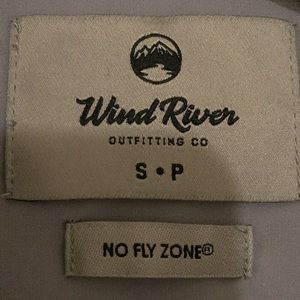 Wind River
OUTFITTING CO
S • P
NO FLY ZONE®